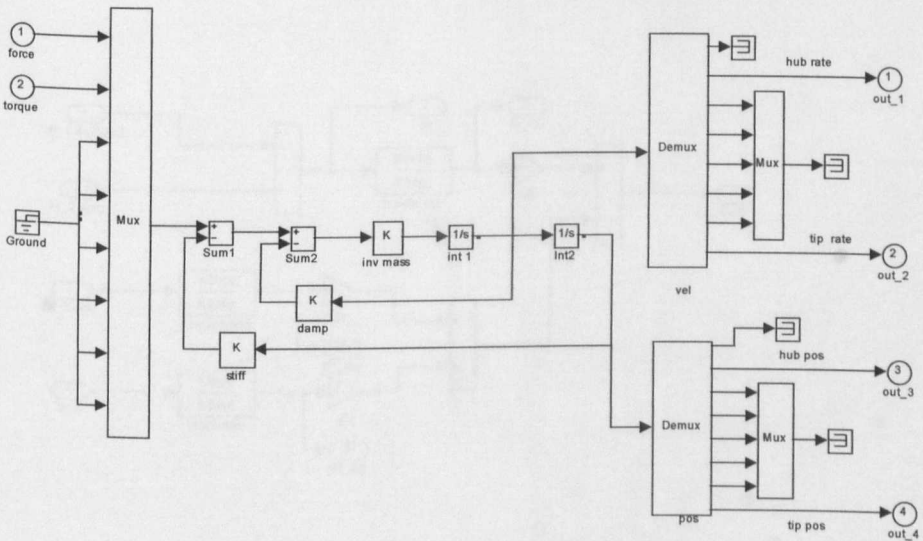 1
force
2
torque
Ground
Mux
+
−
Sum1
+
−
Sum2
K
inv mass
1/s
int 1
1/s
Int2
K
damp
K
stiff
Demux
vel
hub rate
1
out_1
Mux
tip rate
2
out_2
Demux
pos
hub pos
3
out_3
Mux
tip pos
4
out_4